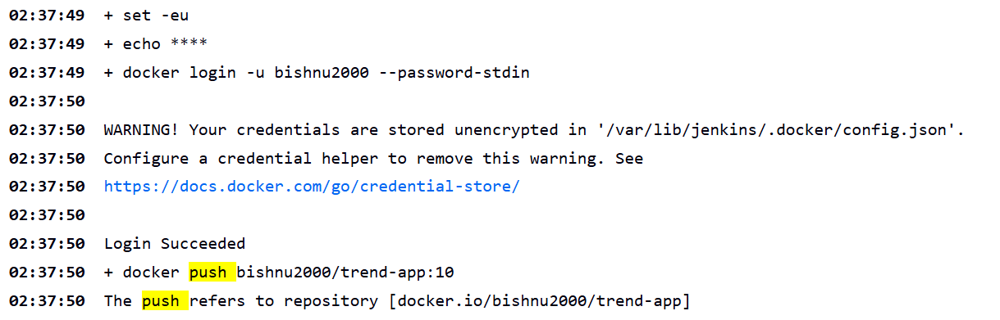 02:37:49 + set -eu
02:37:49 + echo ****
02:37:49 + docker login -u bishnu2000 --password-stdin
02:37:50
02:37:50 WARNING! Your credentials are stored unencrypted in '/var/lib/jenkins/.docker/config.json'.
02:37:50 Configure a credential helper to remove this warning. See
02:37:50 https://docs.docker.com/go/credential-store/
02:37:50
02:37:50 Login Succeeded
02:37:50 + docker push bishnu2000/trend-app:10
02:37:50 The push refers to repository [docker.io/bishnu2000/trend-app]